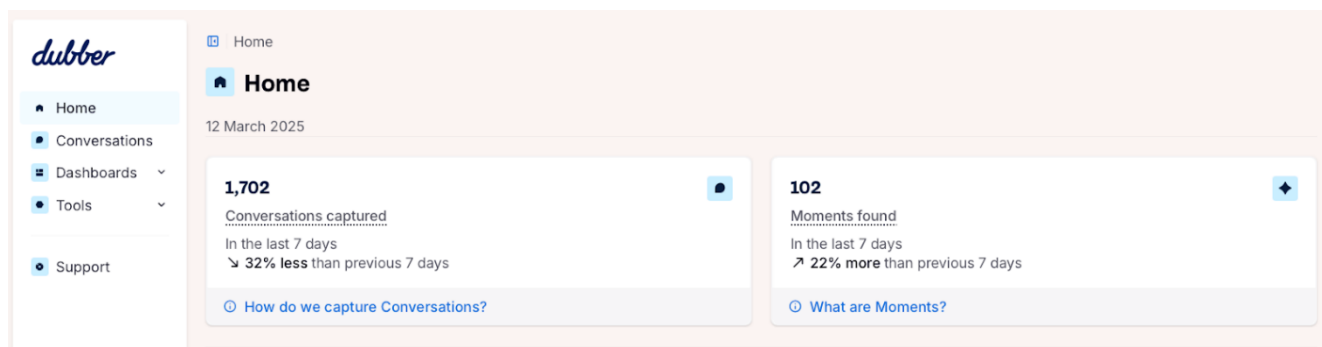 dubber
Home
Conversations
Dashboards
Tools
Support
Home
Home
12 March 2025
1,702
Conversations captured
In the last 7 days
↘ 32% less than previous 7 days
How do we capture Conversations?
102
Moments found
In the last 7 days
↗ 22% more than previous 7 days
What are Moments?